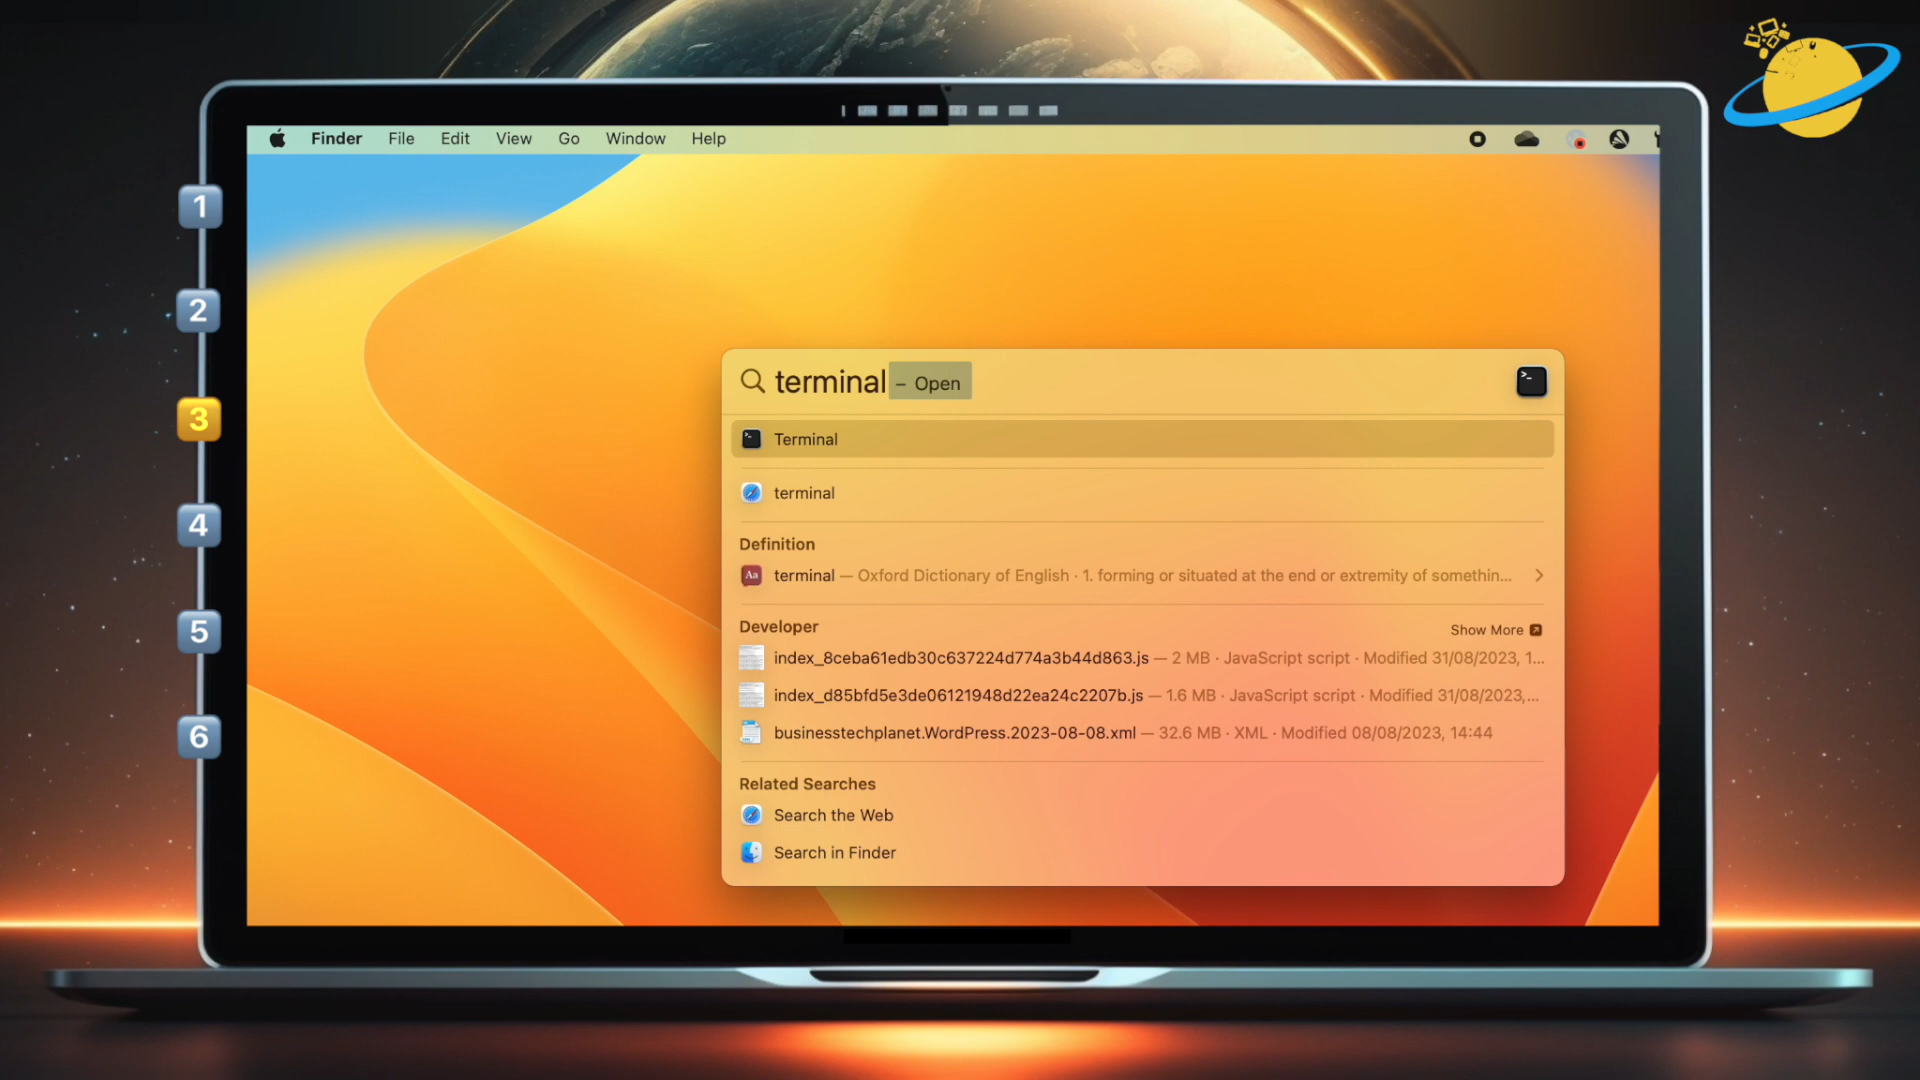 Finder File Edit View Go Window Help
1
2
3
4
5
6
terminal – Open
Terminal
terminal
Definition
Aa terminal — Oxford Dictionary of English · 1. forming or situated at the end or extremity of somethin...
Developer
Show More
index_8ceba61edb30c637224d774a3b44d863.js — 2 MB · JavaScript script · Modified 31/08/2023, 1...
index_d85bfd5e3de06121948d22ea24c2207b.js — 1.6 MB · JavaScript script · Modified 31/08/2023,...
businesstechplanet.WordPress.2023-08-08.xml — 32.6 MB · XML · Modified 08/08/2023, 14:44
Related Searches
Search the Web
Search in Finder